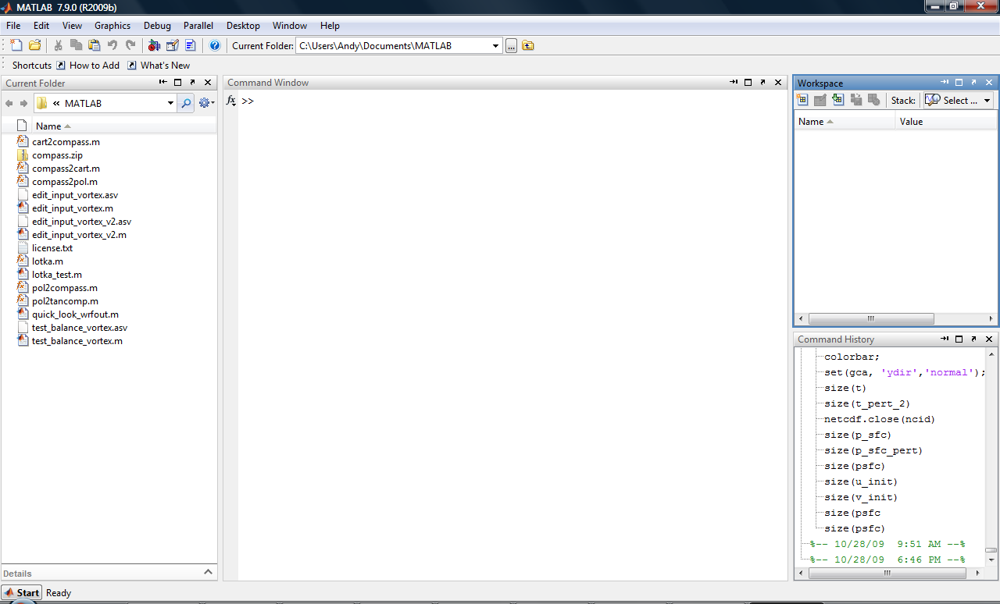 MATLAB 7.9.0 (R2009b)
File Edit View Graphics Debug Parallel Desktop Window Help
Current Folder: C:\Users\Andy\Documents\MATLAB ...
Shortcuts How to Add What's New
Current Folder
« MATLAB
Name
cart2compass.m
compass.zip
compass2cart.m
compass2pol.m
edit_input_vortex.asv
edit_input_vortex.m
edit_input_vortex_v2.asv
edit_input_vortex_v2.m
license.txt
lotka.m
lotka_test.m
pol2compass.m
pol2tancomp.m
quick_look_wrfout.m
test_balance_vortex.asv
test_balance_vortex.m
Details
Command Window
fx >>
Workspace
Stack: Select ...
Name Value
Command History
colorbar;
set(gca, 'ydir','normal');
size(t)
size(t_pert_2)
netcdf.close(ncid)
size(p_sfc)
size(p_sfc_pert)
size(psfc)
size(u_init)
size(v_init)
size(psfc
size(psfc)
%-- 10/28/09 9:51 AM --%
%-- 10/28/09 6:46 PM --%
Start Ready